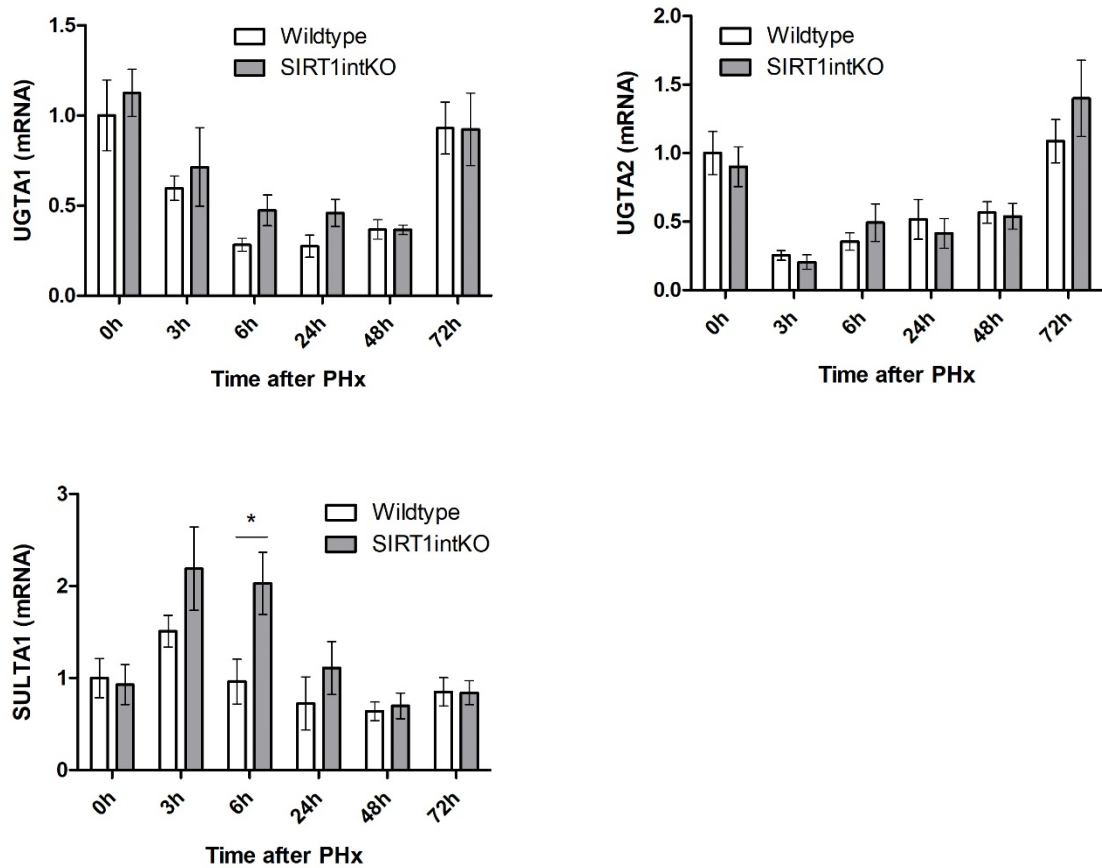 UGTA1 (mRNA)
1.5
1.0
0.5
0.0
Wildtype
SIRT1intKO
0h 3h 6h 24h 48h 72h
Time after PHx
UGTA2 (mRNA)
2.0
1.5
1.0
0.5
0.0
Wildtype
SIRT1intKO
0h 3h 6h 24h 48h 72h
Time after PHx
SULTA1 (mRNA)
3
2
1
0
*
Wildtype
SIRT1intKO
0h 3h 6h 24h 48h 72h
Time after PHx